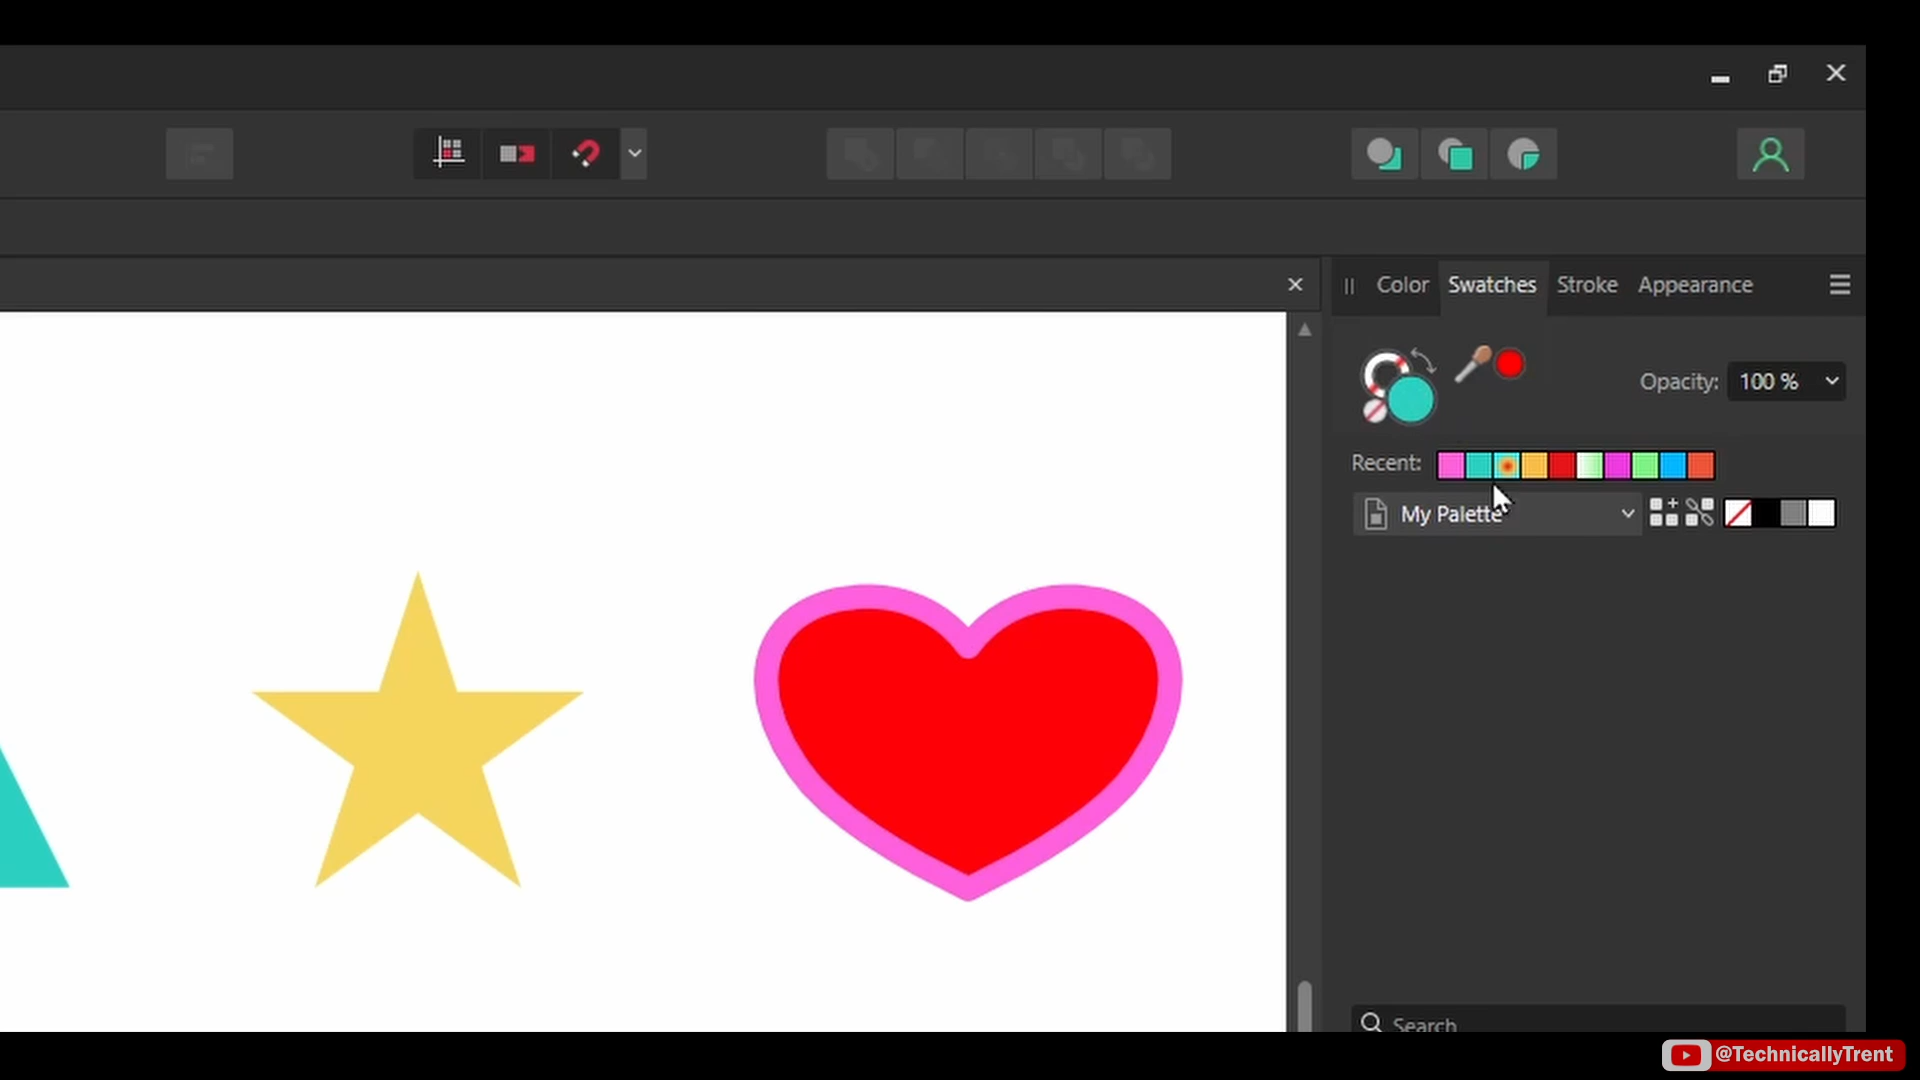 Color Swatches Stroke Appearance
Opacity: 100 %
Recent:
My Palette
Search
@TechnicallyTrent